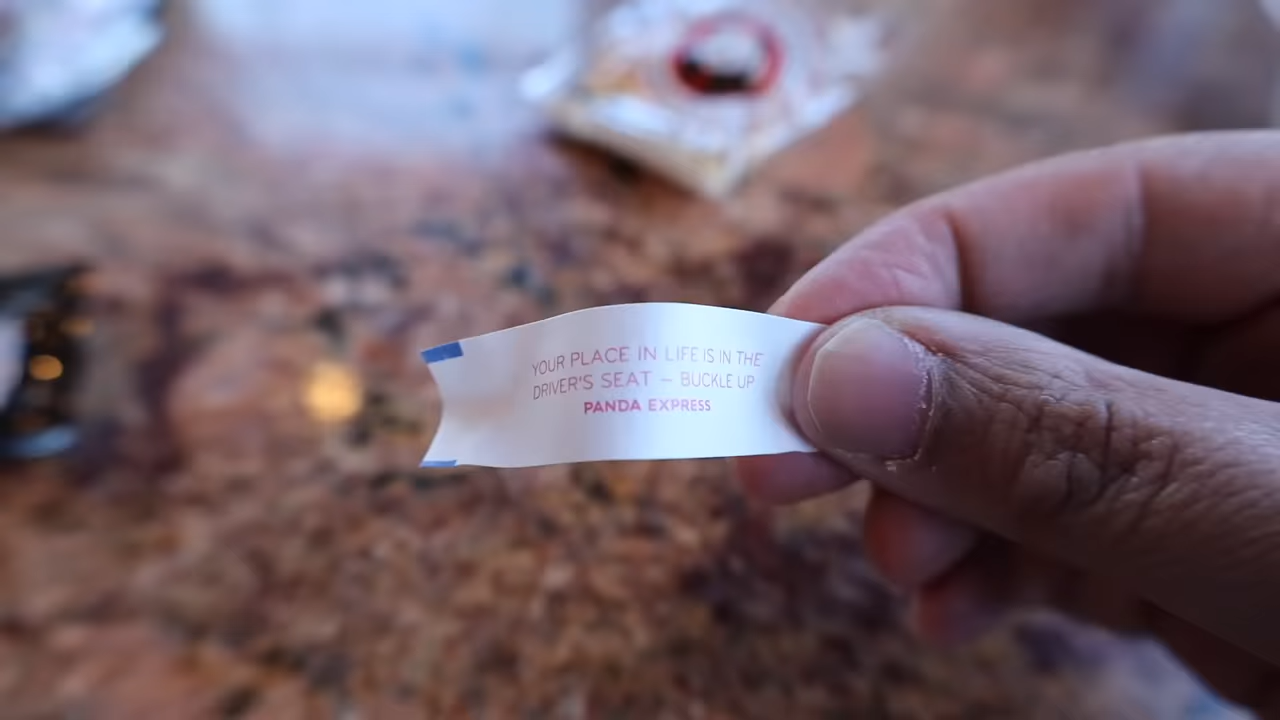 YOUR PLACE IN LIFE IS IN THE
DRIVER'S SEAT – BUCKLE UP
PANDA EXPRESS